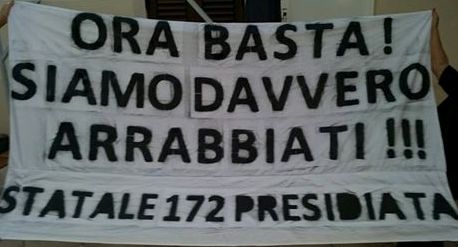 ORA BASTA!
SIAMO DAVVERO
ARRABBIATI!!!
STATALE 172 PRESIDIATA